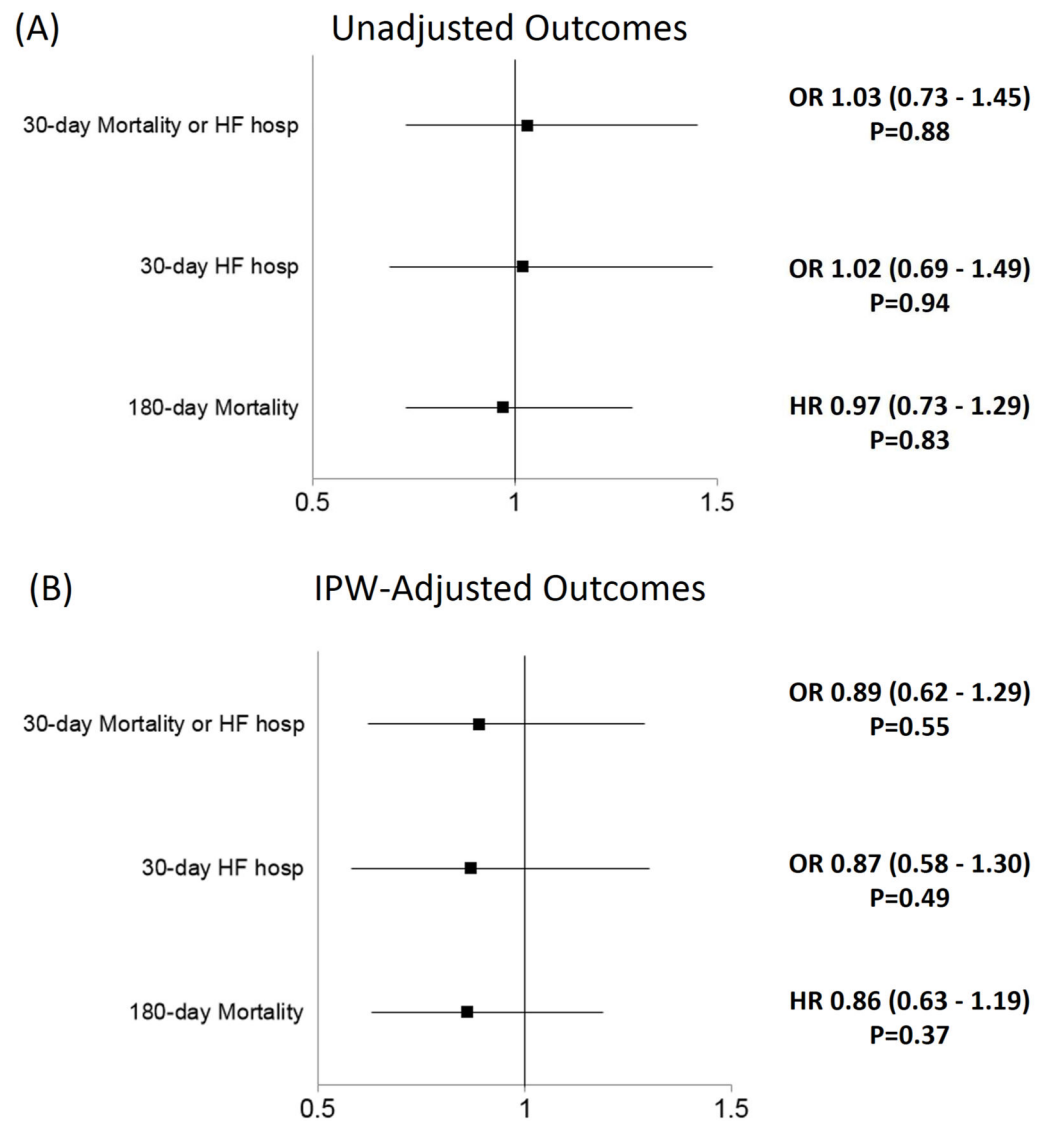 (A) Unadjusted Outcomes
30-day Mortality or HF hosp
OR 1.03 (0.73 - 1.45)
P=0.88
30-day HF hosp
OR 1.02 (0.69 - 1.49)
P=0.94
180-day Mortality
HR 0.97 (0.73 - 1.29)
P=0.83
0.5 1 1.5
(B) IPW-Adjusted Outcomes
30-day Mortality or HF hosp
OR 0.89 (0.62 - 1.29)
P=0.55
30-day HF hosp
OR 0.87 (0.58 - 1.30)
P=0.49
180-day Mortality
HR 0.86 (0.63 - 1.19)
P=0.37
0.5 1 1.5